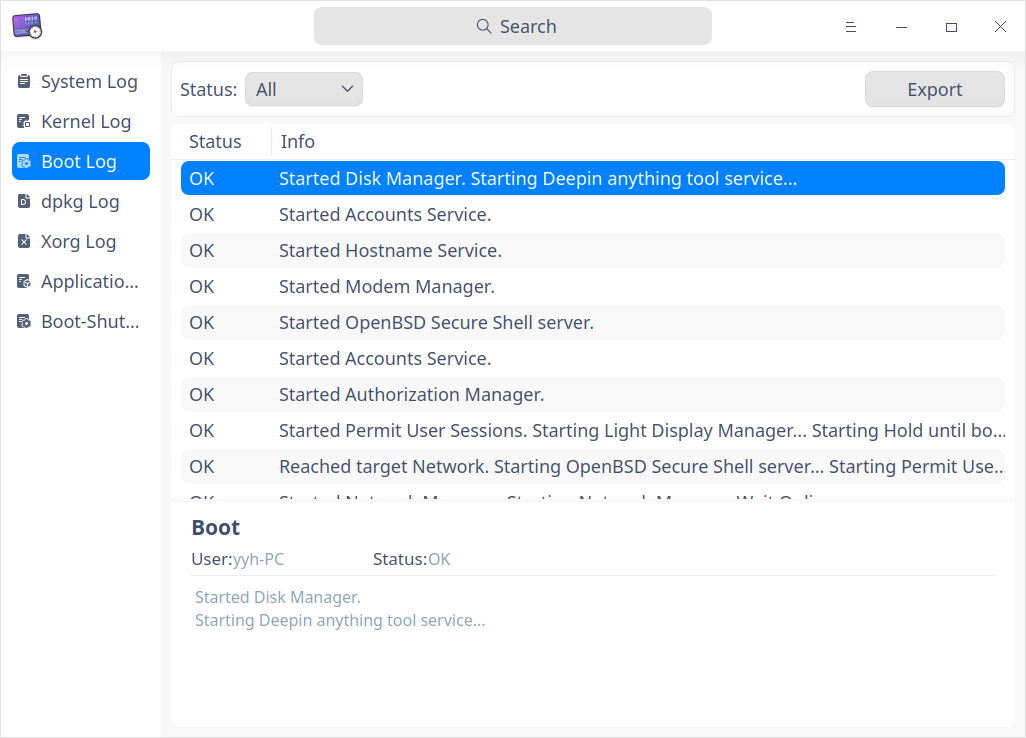 Search
System Log
Kernel Log
Boot Log
dpkg Log
Xorg Log
Applicatio...
Boot-Shut...
Status: All Export
Status Info
OK Started Disk Manager. Starting Deepin anything tool service...
OK Started Accounts Service.
OK Started Hostname Service.
OK Started Modem Manager.
OK Started OpenBSD Secure Shell server.
OK Started Accounts Service.
OK Started Authorization Manager.
OK Started Permit User Sessions. Starting Light Display Manager... Starting Hold until bo...
OK Reached target Network. Starting OpenBSD Secure Shell server... Starting Permit Use...
Boot
User:yyh-PC Status:OK
Started Disk Manager.
Starting Deepin anything tool service...